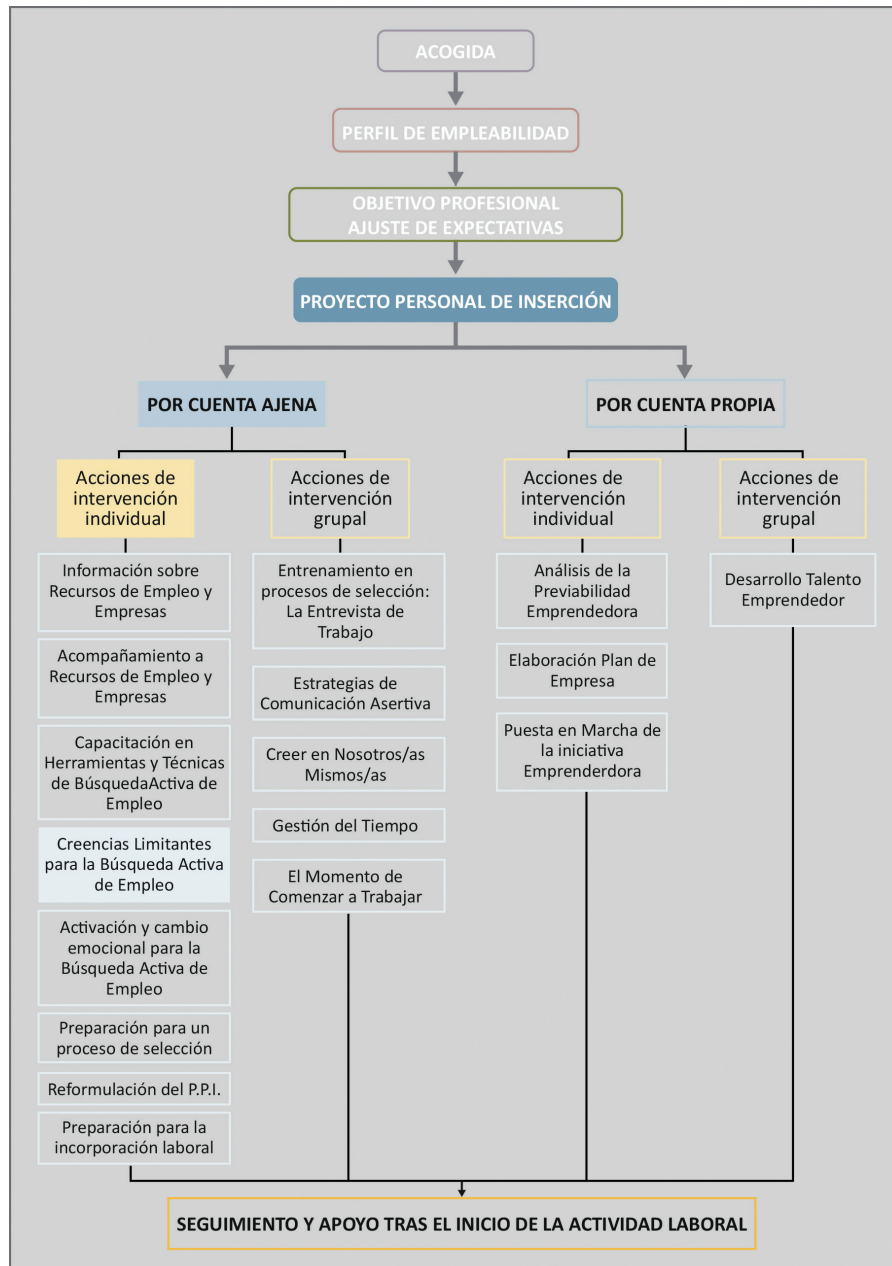 ACOGIDA
PERFIL DE EMPLEABILIDAD
OBJETIVO PROFESIONAL
AJUSTE DE EXPECTATIVAS
PROYECTO PERSONAL DE INSERCIÓN
POR CUENTA AJENA
POR CUENTA PROPIA
Acciones de
intervención
individual
Acciones de
intervención
grupal
Acciones de
intervención
individual
Acciones de
intervención
grupal
Información sobre
Recursos de Empleo y
Empresas
Acompañamiento a
Recursos de Empleo y
Empresas
Capacitación en
Herramientas y Técnicas
de BúsquedaActiva de
Empleo
Creencias Limitantes
para la Búsqueda Activa
de Empleo
Activación y cambio
emocional para la
Búsqueda Activa de
Empleo
Preparación para un
proceso de selección
Reformulación del P.P.I.
Preparación para la
incorporación laboral
Entrenamiento en
procesos de selección:
La Entrevista de
Trabajo
Estrategias de
Comunicación Asertiva
Creer en Nosotros/as
Mismos/as
Gestión del Tiempo
El Momento de
Comenzar a Trabajar
Análisis de la
Previabilidad
Emprendedora
Elaboración Plan de
Empresa
Puesta en Marcha de
la iniciativa
Emprenderdora
Desarrollo Talento
Emprendedor
SEGUIMIENTO Y APOYO TRAS EL INICIO DE LA ACTIVIDAD LABORAL